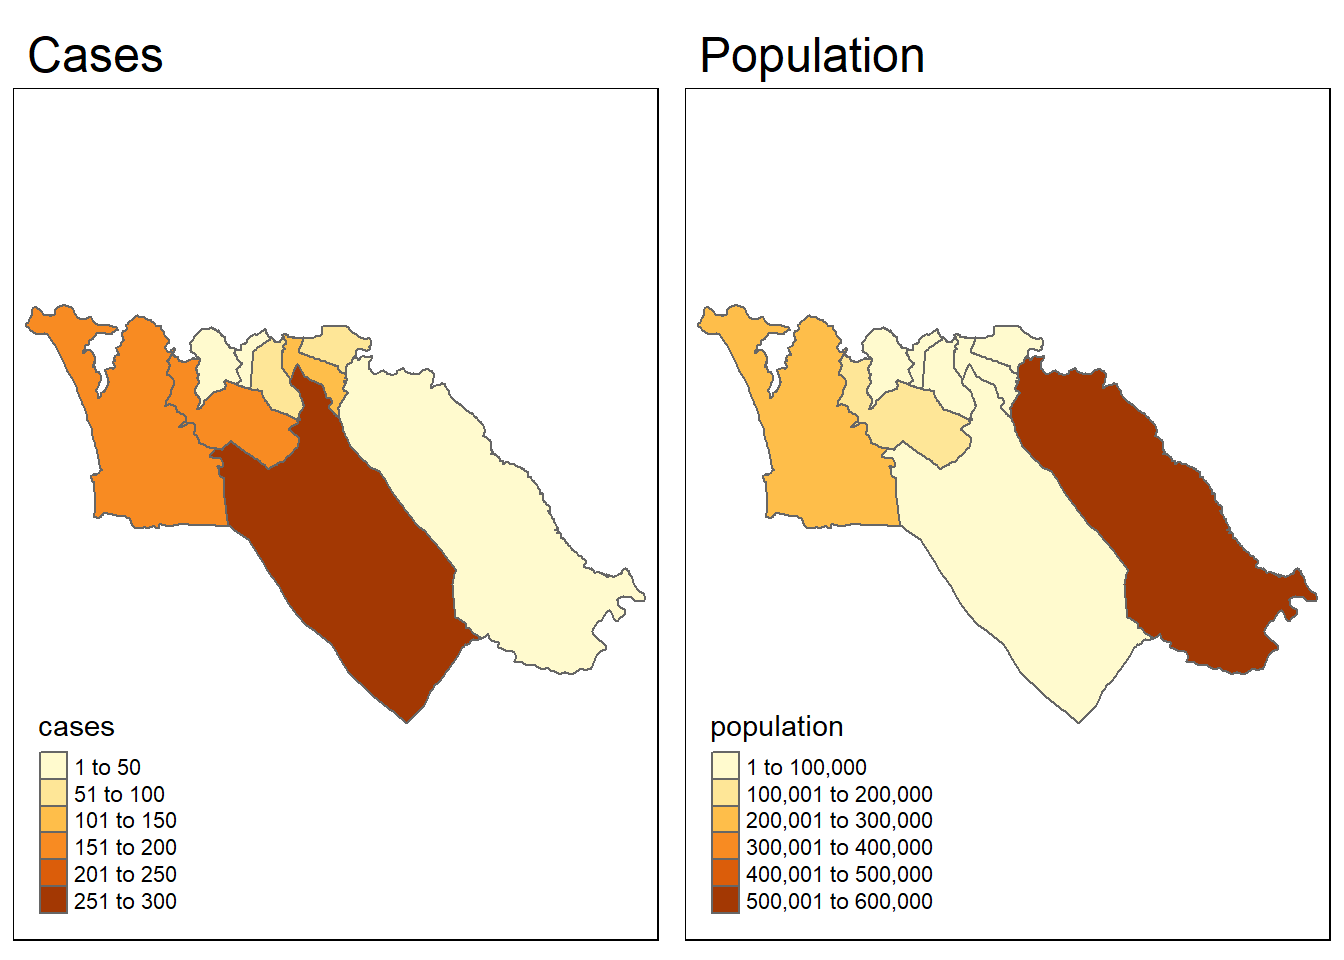 Cases
Population
cases
1 to 50
51 to 100
101 to 150
151 to 200
201 to 250
251 to 300
population
1 to 100,000
100,001 to 200,000
200,001 to 300,000
300,001 to 400,000
400,001 to 500,000
500,001 to 600,000